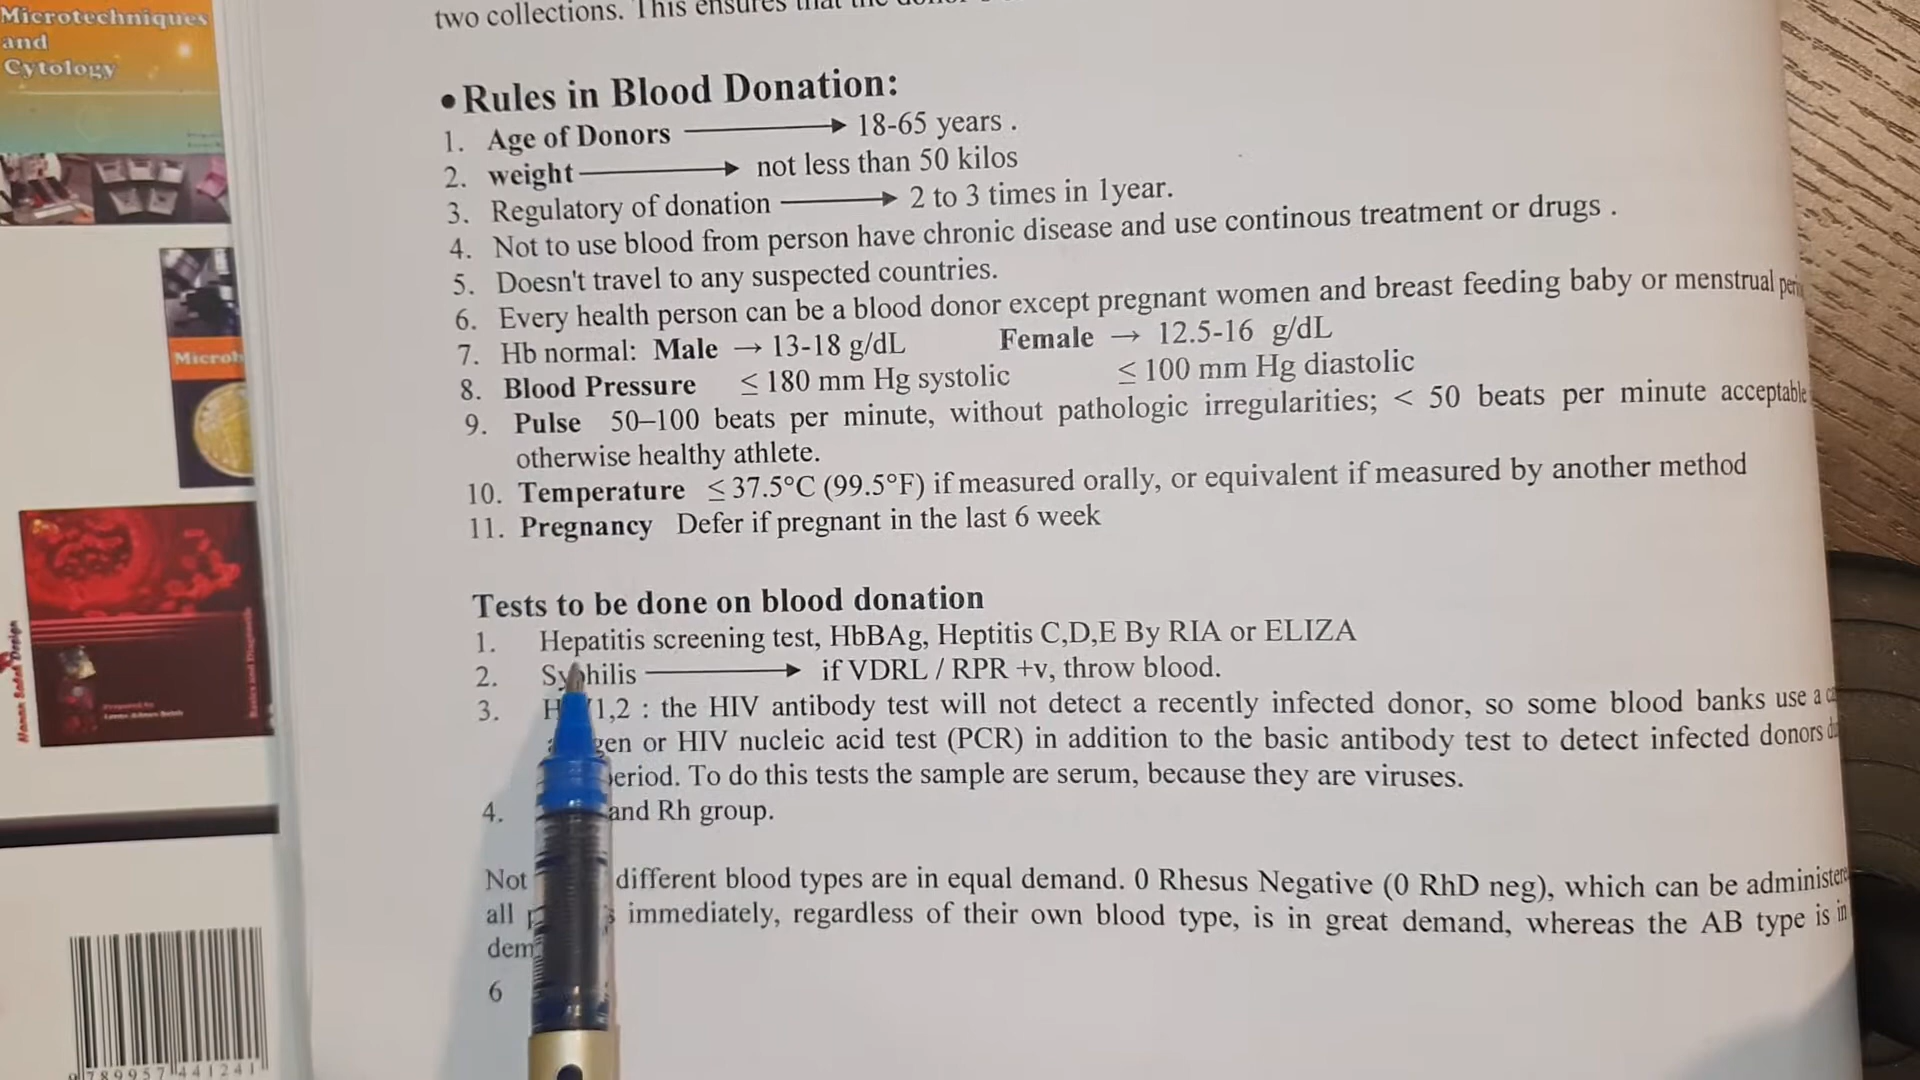 Microtechniques
and
Cytology
Microb
two collections. This ensures that the
• Rules in Blood Donation:
1. Age of Donors → 18-65 years .
2. weight → not less than 50 kilos
3. Regulatory of donation → 2 to 3 times in 1year.
4. Not to use blood from person have chronic disease and use continous treatment or drugs .
5. Doesn't travel to any suspected countries.
6. Every health person can be a blood donor except pregnant women and breast feeding baby or menstrual
7. Hb normal: Male → 13-18 g/dL Female → 12.5-16 g/dL
8. Blood Pressure ≤ 180 mm Hg systolic ≤ 100 mm Hg diastolic
9. Pulse 50–100 beats per minute, without pathologic irregularities; < 50 beats per minute acceptable
otherwise healthy athlete.
10. Temperature ≤ 37.5°C (99.5°F) if measured orally, or equivalent if measured by another method
11. Pregnancy Defer if pregnant in the last 6 week
Tests to be done on blood donation
1. Hepatitis screening test, HbBAg, Heptitis C,D,E By RIA or ELIZA
2. Syphilis → if VDRL / RPR +v, throw blood.
3. 1,2 : the HIV antibody test will not detect a recently infected donor, so some blood banks use a
gen or HIV nucleic acid test (PCR) in addition to the basic antibody test to detect infected donors
period. To do this tests the sample are serum, because they are viruses.
4. and Rh group.
Not different blood types are in equal demand. 0 Rhesus Negative (0 RhD neg), which can be administere
all immediately, regardless of their own blood type, is in great demand, whereas the AB type is in
dem
6
9 789957 441241